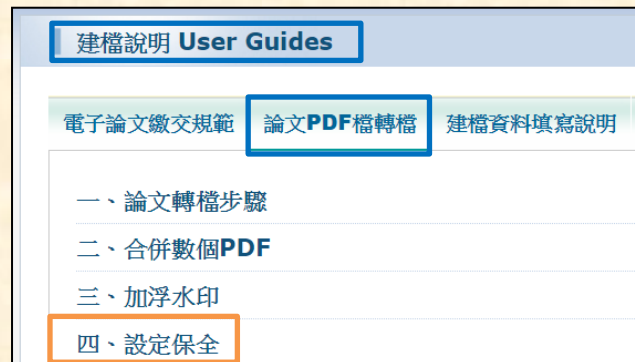 建檔說明 User Guides
電子論文繳交規範 論文PDF檔轉檔 建檔資料填寫說明
一、論文轉檔步驟
二、合併數個PDF
三、加浮水印
四、設定保全